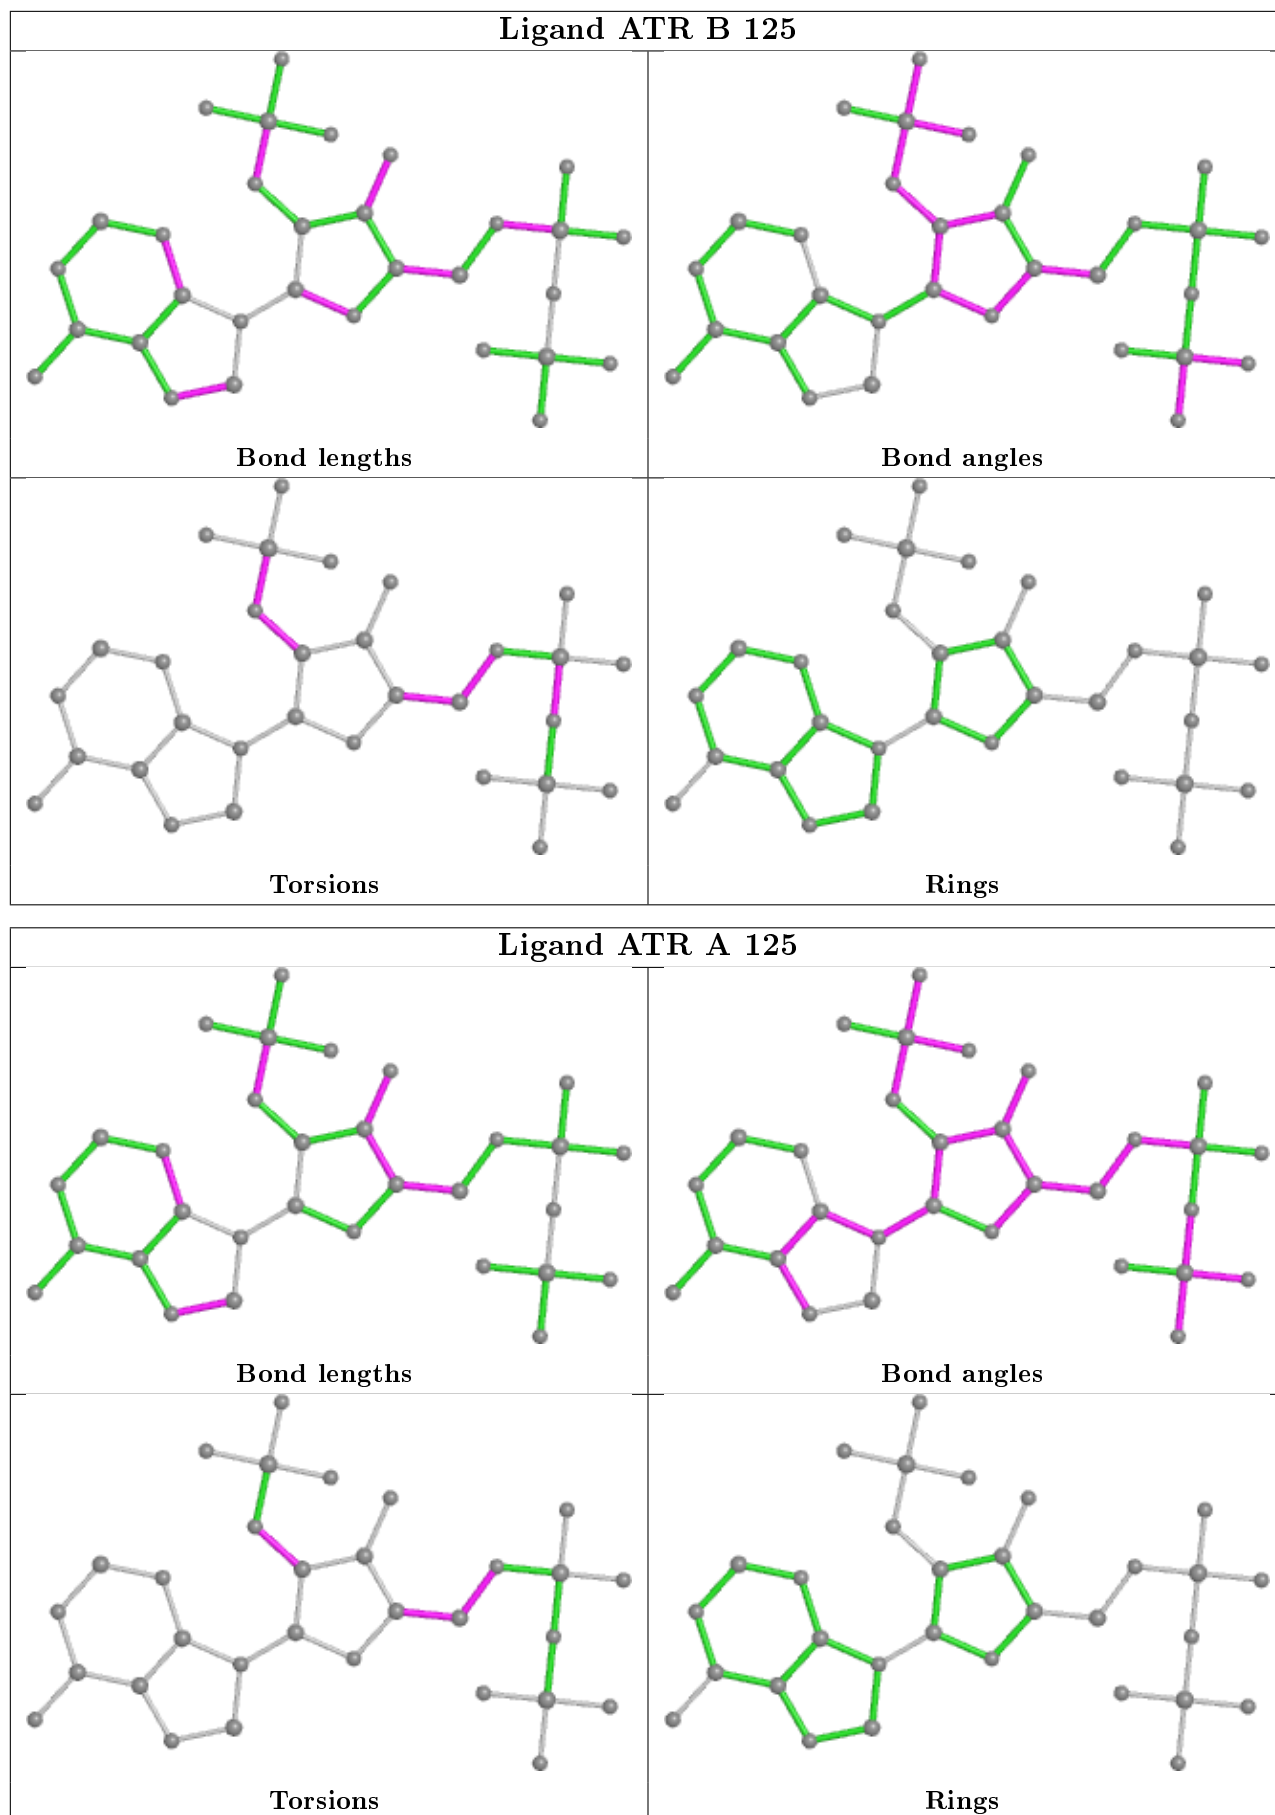 Ligand ATR B 125
Bond lengths
Bond angles
Torsions
Rings
Ligand ATR A 125
Bond lengths
Bond angles
Torsions
Rings